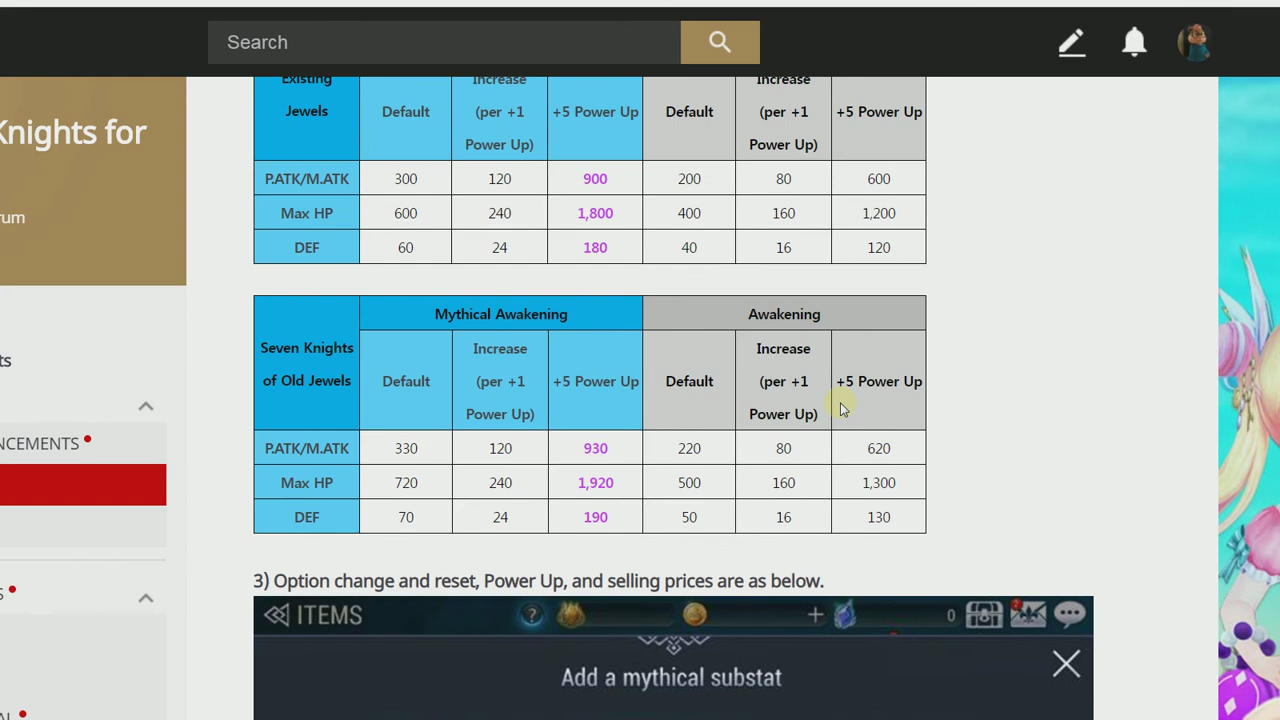 Search
Knights for
rum
ts
NCEMENTS
S
AL
Existing
Jewels
Default
Increase
(per +1
Power Up)
+5 Power Up
Default
Increase
(per +1
Power Up)
+5 Power Up
P.ATK/M.ATK 300 120 900 200 80 600
Max HP 600 240 1,800 400 160 1,200
DEF 60 24 180 40 16 120
Mythical Awakening Awakening
Seven Knights
of Old Jewels
Default
Increase
(per +1
Power Up)
+5 Power Up
Default
Increase
(per +1
Power Up)
+5 Power Up
P.ATK/M.ATK 330 120 930 220 80 620
Max HP 720 240 1,920 500 160 1,300
DEF 70 24 190 50 16 130
3) Option change and reset, Power Up, and selling prices are as below.
ITEMS ? + 0
Add a mythical substat